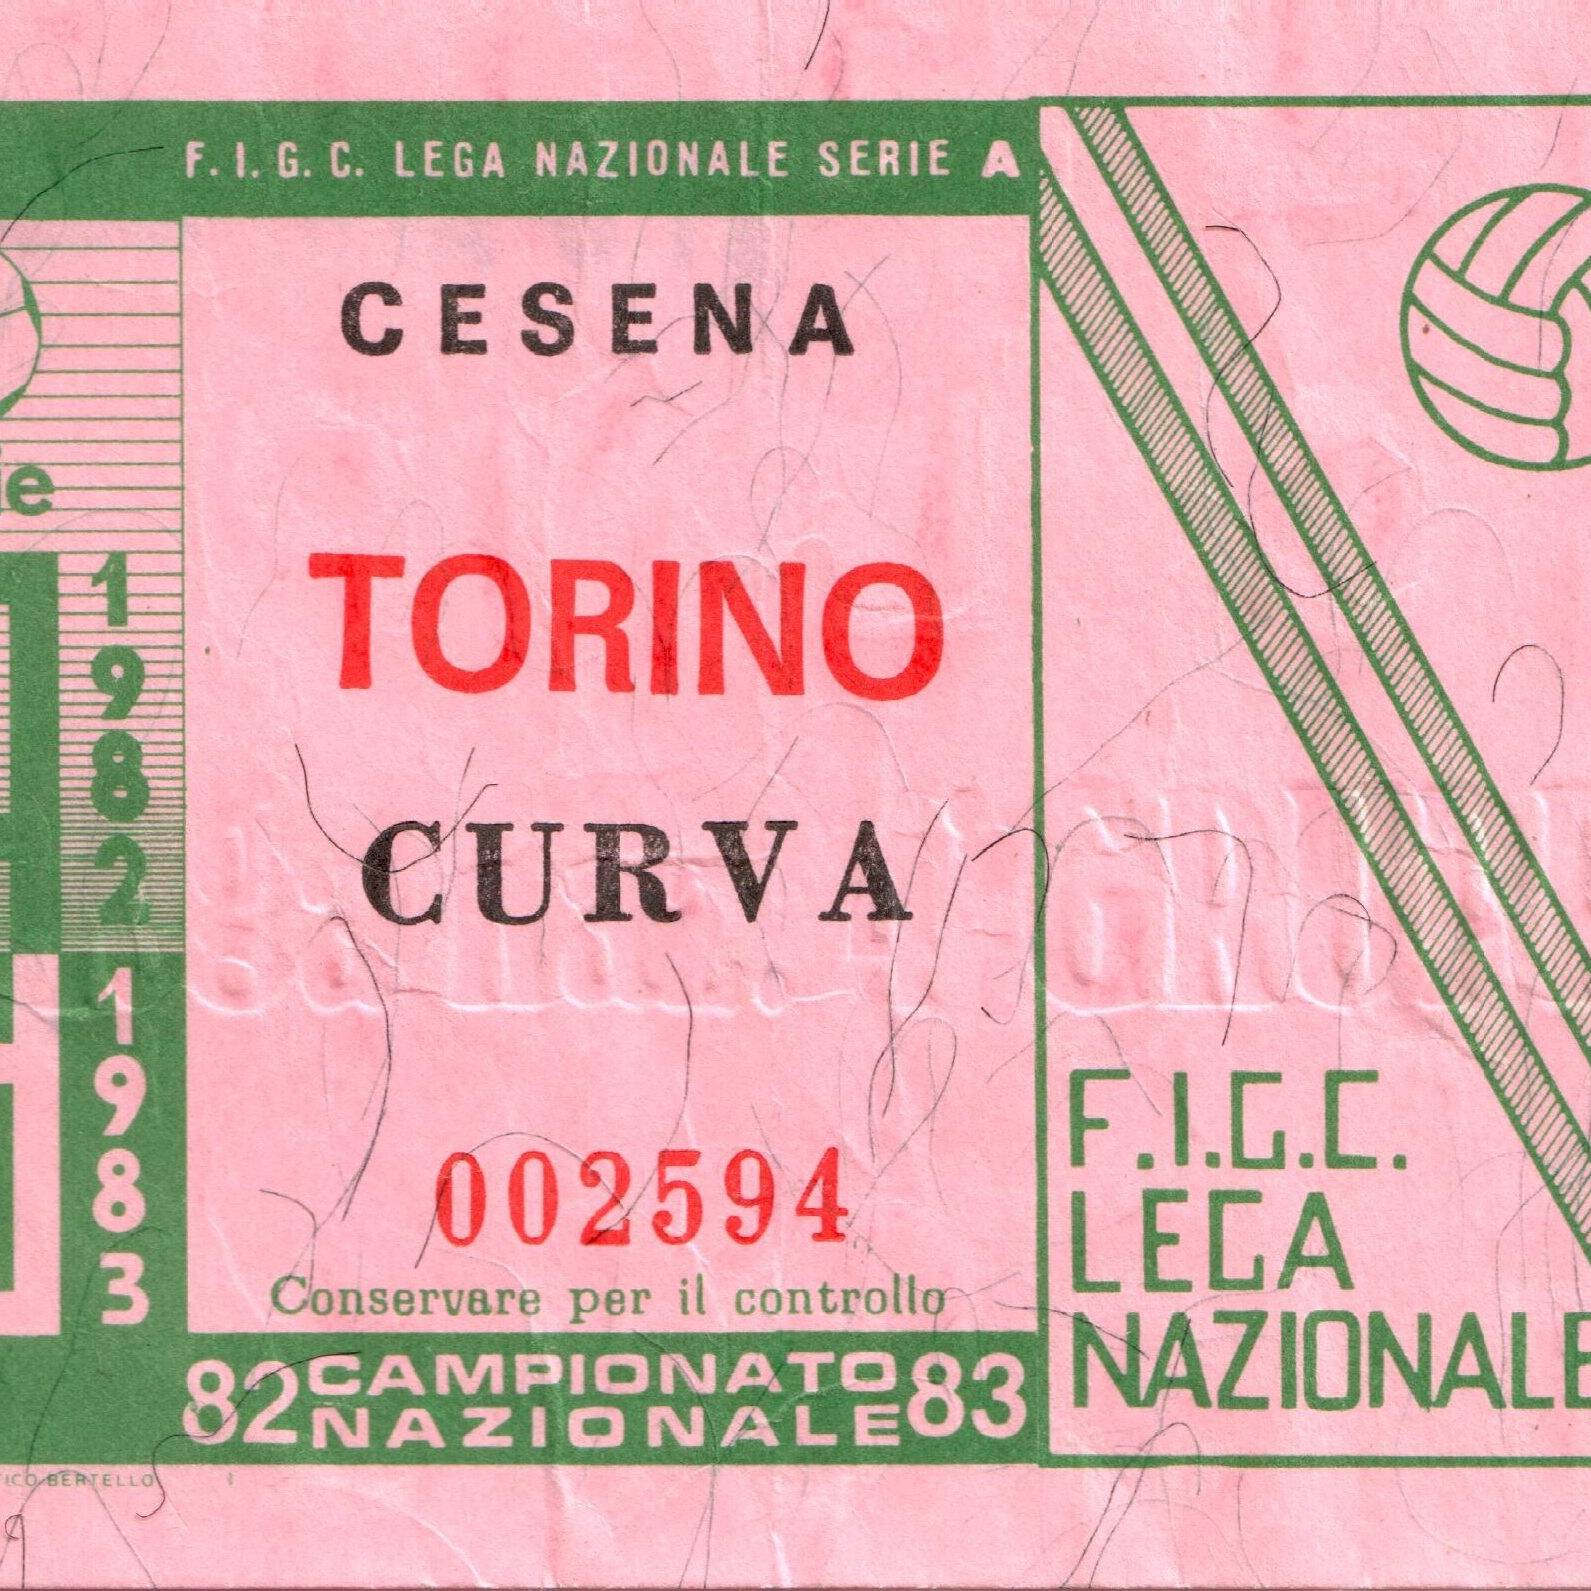 F. I. G. C. LEGA NAZIONALE SERIE A
CESENA
TORINO
CURVA
002594
Conservare per il controllo
82 CAMPIONATO NAZIONALE 83
1982
1983
F.I.G.C.
LEGA
NAZIONALE
BERTELLO